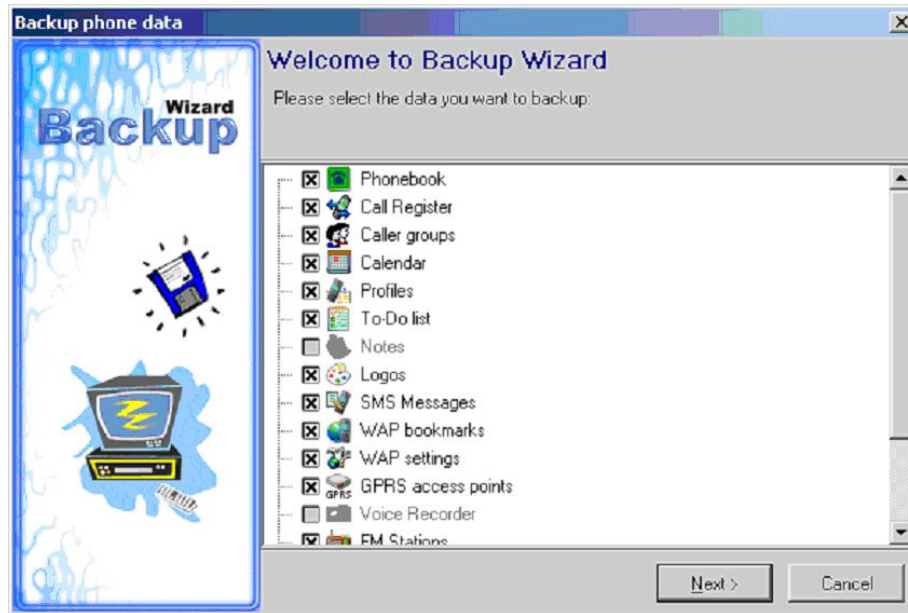 Backup phone data
Wizard
Backup
Welcome to Backup Wizard
Please select the data you want to backup:
Phonebook
Call Register
Caller groups
Calendar
Profiles
To-Do list
Notes
Logos
SMS Messages
WAP bookmarks
WAP settings
GPRS
GPRS access points
Voice Recorder
FM Stations
Next >
Cancel